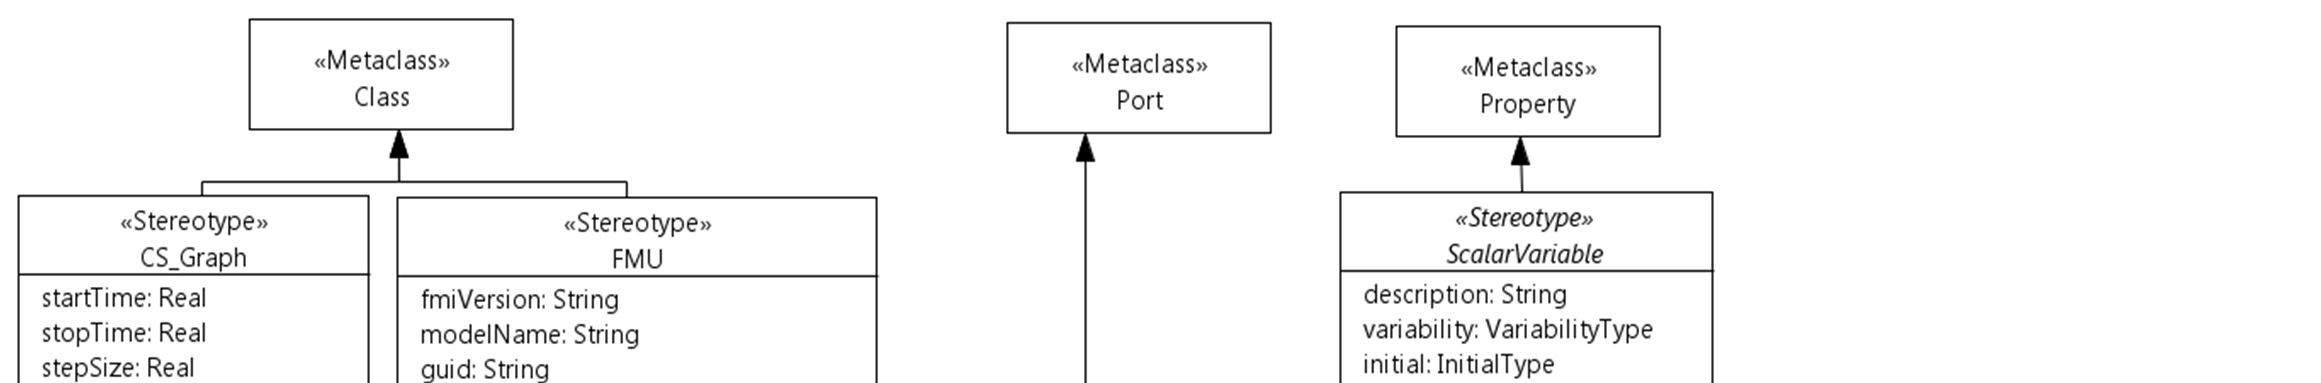 «Metaclass»
Class
«Metaclass»
Port
«Metaclass»
Property
«Stereotype»
CS_Graph
startTime: Real
stopTime: Real
stepSize: Real
«Stereotype»
FMU
fmiVersion: String
modelName: String
guid: String
«Stereotype»
ScalarVariable
description: String
variability: VariabilityType
initial: InitialType